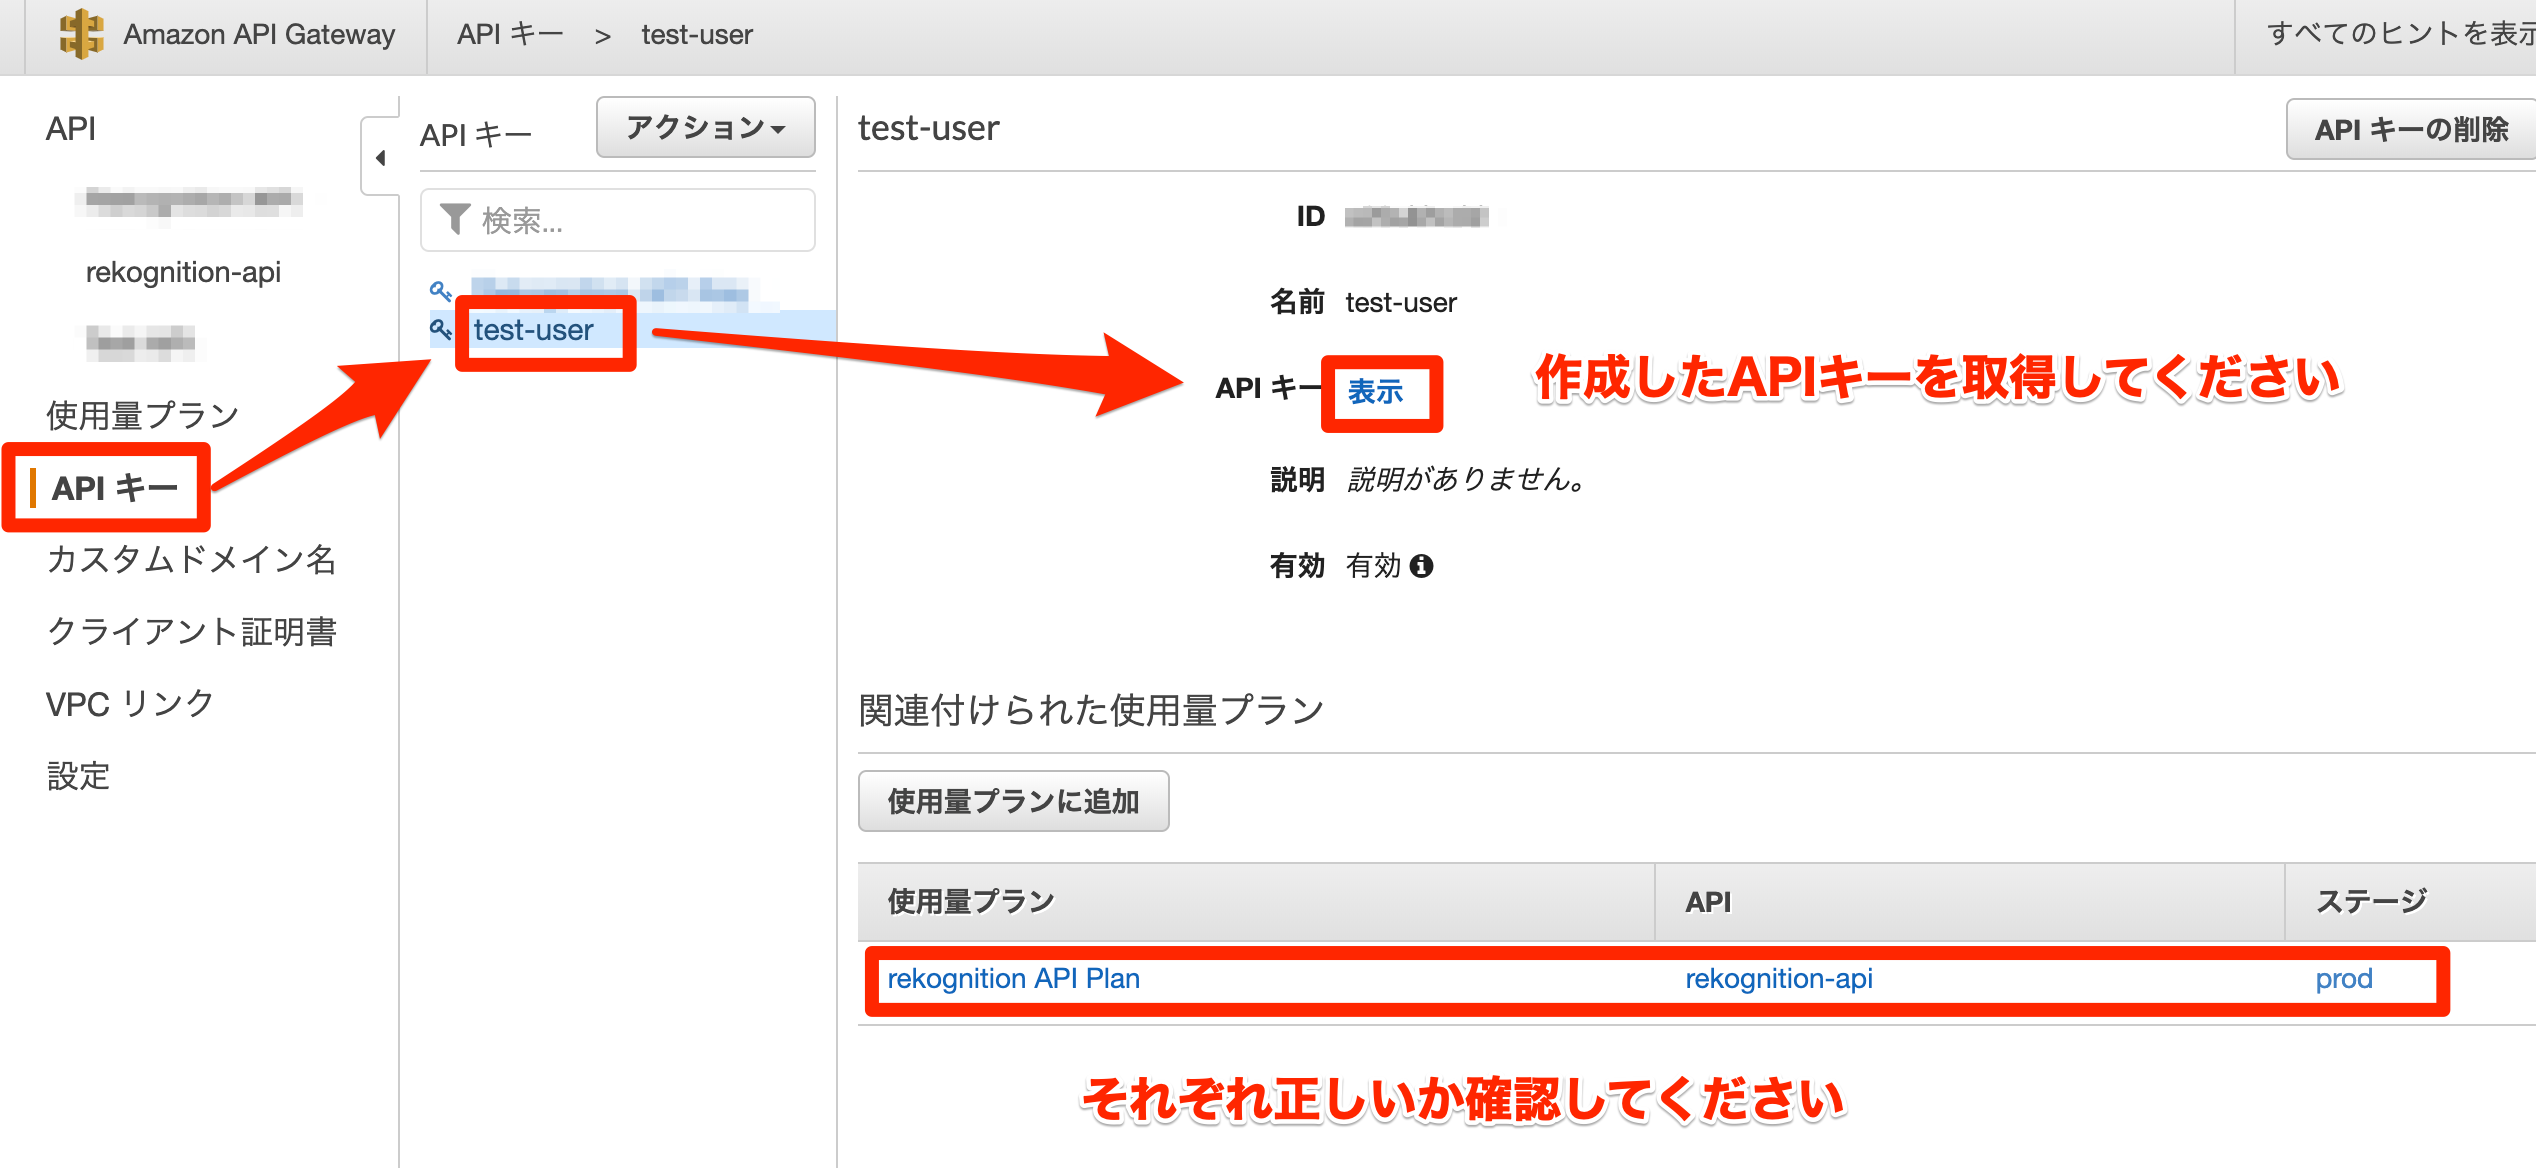 Amazon API Gateway
API キー > test-user
すべてのヒントを表示
API
rekognition-api
使用量プラン
API キー
カスタムドメイン名
クライアント証明書
VPC リンク
設定
API キー
アクション
検索...
test-user
test-user
API キーの削除
ID
名前 test-user
API キー 表示
作成したAPIキーを取得してください
説明 説明がありません。
有効 有効
関連付けられた使用量プラン
使用量プランに追加
使用量プラン API ステージ
rekognition API Plan rekognition-api prod
それぞれ正しいか確認してください